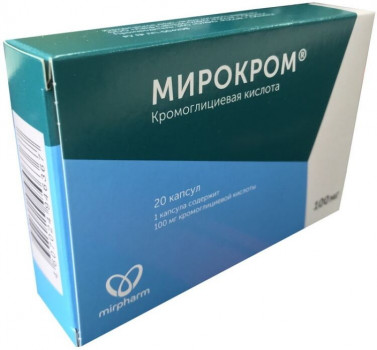 МИРОКРОМ®
Кромоглициевая кислота
20 капсул
1 капсула содержит
100 мг кромоглициевой кислоты
100 мг
mirpharm